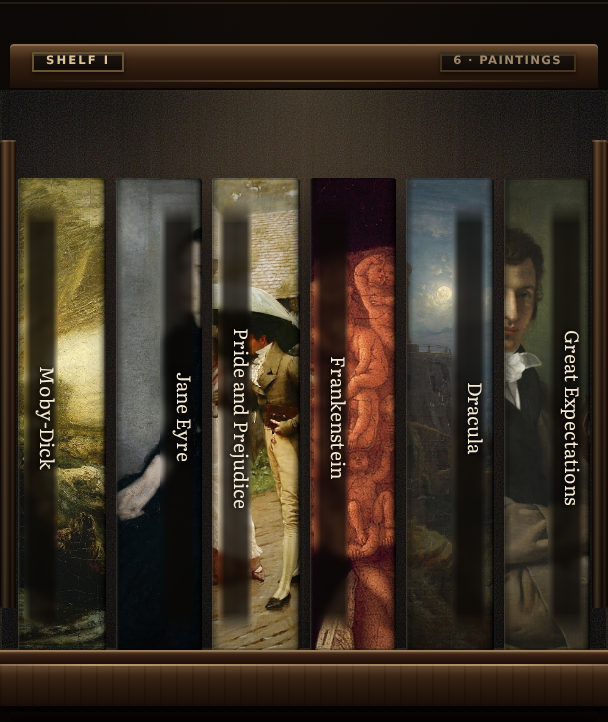 SHELF I
6 · PAINTINGS
Moby-Dick
Jane Eyre
Pride and Prejudice
Frankenstein
Dracula
Great Expectations